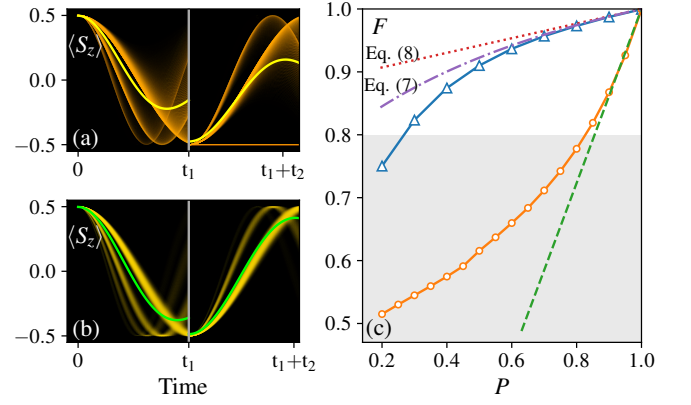 0.5
⟨S_z⟩
0.0
−0.5
(a)
0
t₁
t₁+t₂
0.5
⟨S_z⟩
0.0
−0.5
(b)
0
t₁
t₁+t₂
Time
1.0
F
Eq. (8)
0.9
Eq. (7)
0.8
0.7
0.6
0.5
(c)
0.2
0.4
0.6
0.8
1.0
P